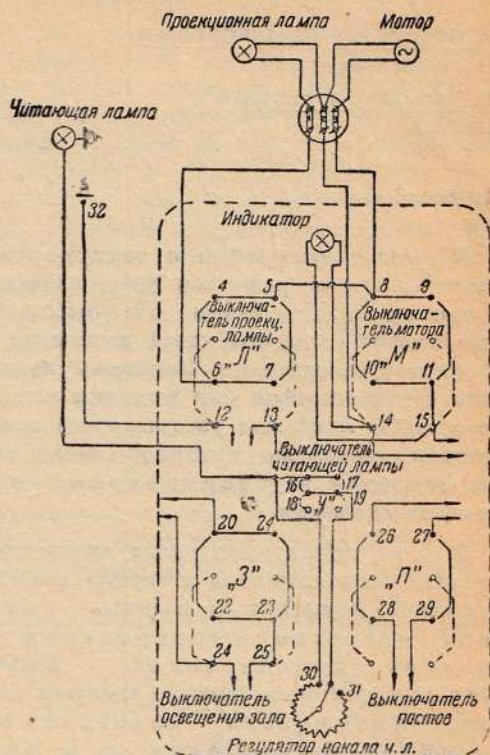 Проекционная лампа Мотор
Читающая лампа
32
Индикатор
4 5 8 9
Выключа-
тель проекц.
лампы
„Л"
Выключа-
тель мотора
„М"
6 7 10 11
12 13 14 15
Выключатель
читающей лампы
16 17
18 „Ч" 19
20 24 26 27
„З" „П"
22 23 28 29
24 25
30 31
Выключатель
освещения зала
Выключатель
постов
Регулятор накала ч. л.